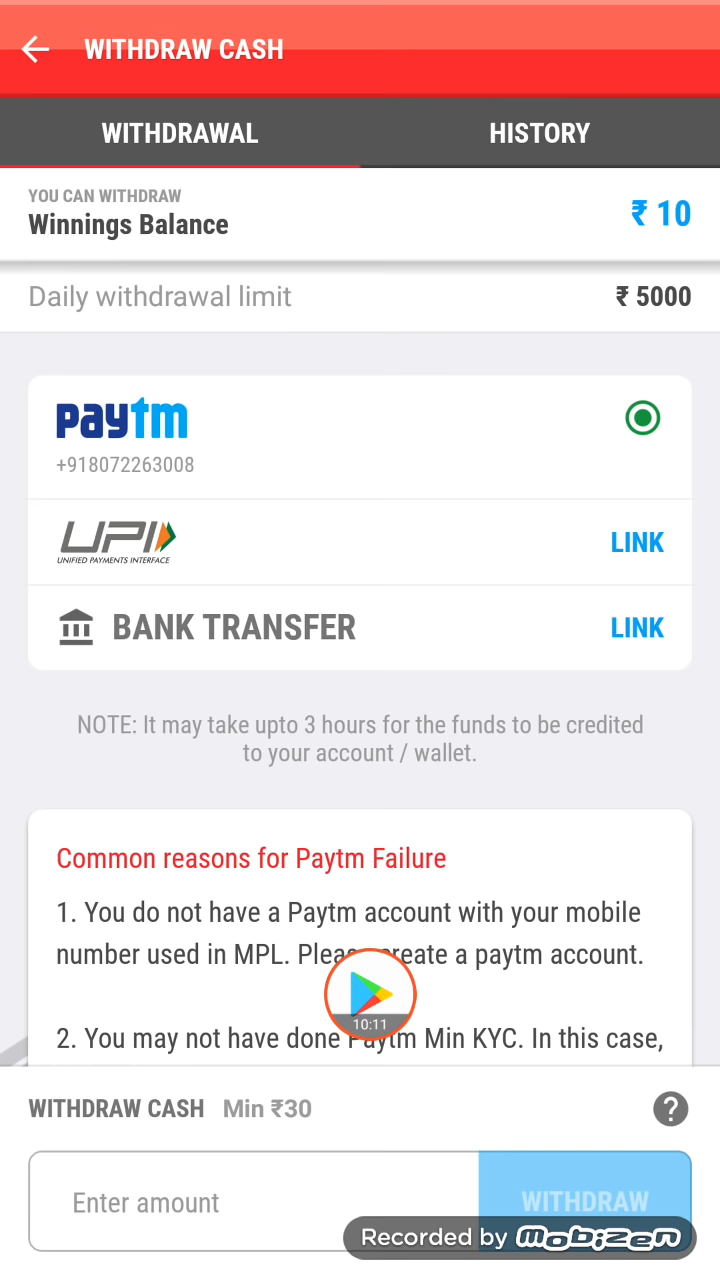 WITHDRAW CASH
WITHDRAWAL HISTORY
YOU CAN WITHDRAW
Winnings Balance ₹ 10
Daily withdrawal limit ₹ 5000
paytm
+918072263008
UPI LINK
UNIFIED PAYMENTS INTERFACE
BANK TRANSFER LINK
NOTE: It may take upto 3 hours for the funds to be credited
to your account / wallet.
Common reasons for Paytm Failure
1. You do not have a Paytm account with your mobile
number used in MPL. Please create a paytm account.
10:11
2. You may not have done Paytm Min KYC. In this case,
WITHDRAW CASH Min ₹30 ?
Enter amount WITHDRAW
Recorded by mobizen